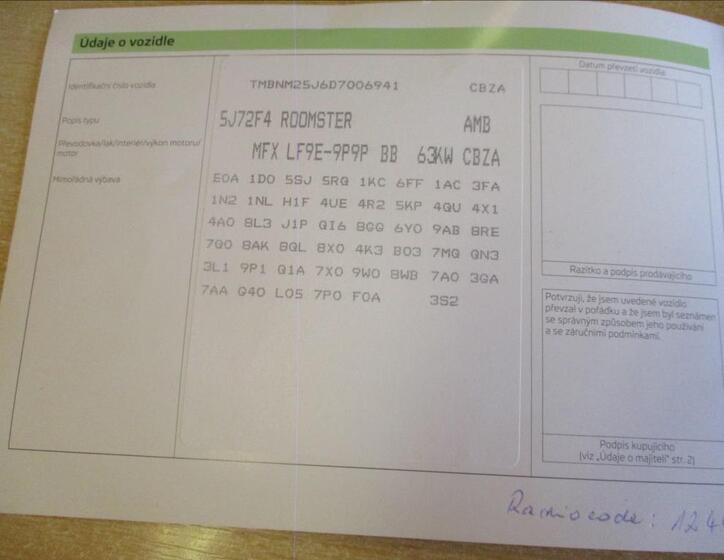 Údaje o vozidle
Identifikační číslo vozidla
TMBNM25J6D7006941 CBZA
Popis typu
5J72F4 ROOMSTER AMB
Převodovka/lak/interiér/výkon motoru/
motor
MFX LF9E-9P9P BB 63KW CBZA
Mimořádná výbava
E0A 1D0 5SJ 5RQ 1KC 6FF 1AC 3FA
1N2 1NL H1F 4UE 4R2 5KP 4QU 4X1
4A0 8L3 J1P QI6 8GG 6Y0 9AB 8RE
7Q0 8AK 8QL 8X0 4K3 B03 7MG QN3
3L1 9P1 Q1A 7X0 9W0 8WB 7A0 3GA
7AA G40 L05 7P0 F0A 3S2
Datum převzetí vozidla
Razítko a podpis prodávajícího
Potvrzuji, že jsem uvedené vozidlo
převzal v pořádku a že jsem byl seznámen
se správným způsobem jeho používání
a se záručními podmínkami.
Podpis kupujícího
(viz „Údaje o majiteli“ str. 2)
Radiocode: 124